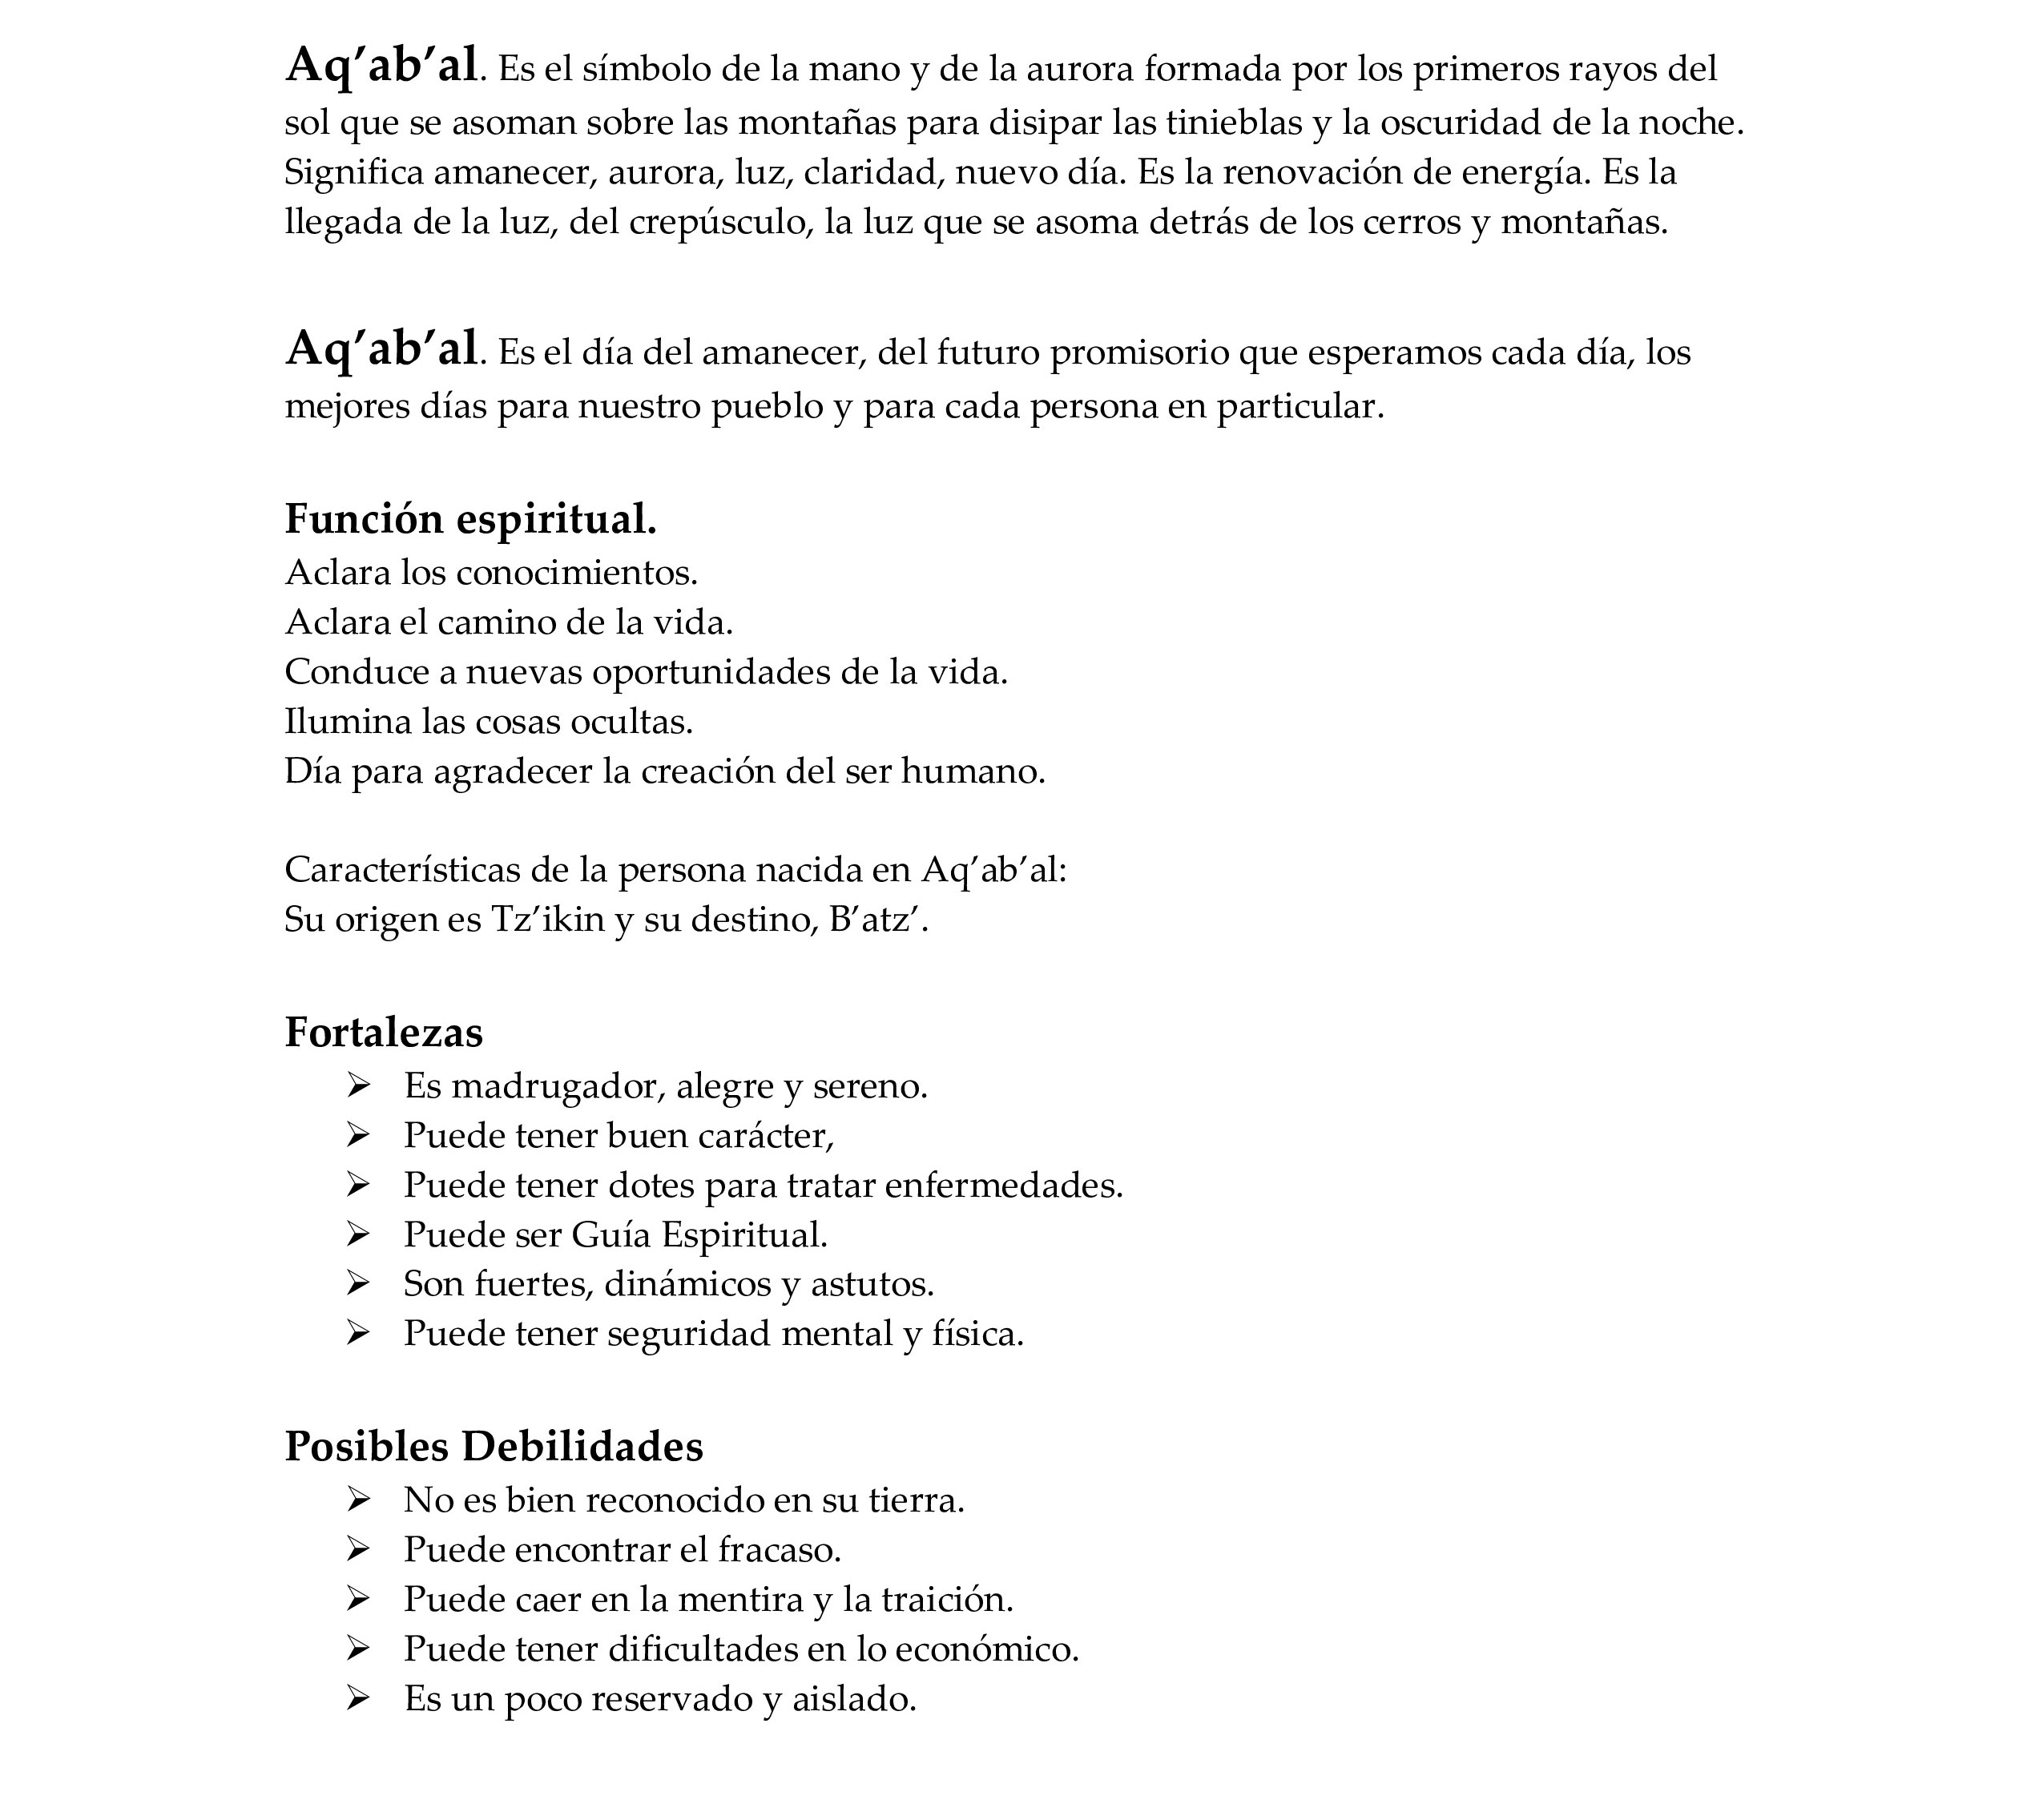 Aq’ab’al. Es el símbolo de la mano y de la aurora formada por los primeros rayos del
sol que se asoman sobre las montañas para disipar las tinieblas y la oscuridad de la noche.
Significa amanecer, aurora, luz, claridad, nuevo día. Es la renovación de energía. Es la
llegada de la luz, del crepúsculo, la luz que se asoma detrás de los cerros y montañas.
Aq’ab’al. Es el día del amanecer, del futuro promisorio que esperamos cada día, los
mejores días para nuestro pueblo y para cada persona en particular.
Función espiritual.
Aclara los conocimientos.
Aclara el camino de la vida.
Conduce a nuevas oportunidades de la vida.
Ilumina las cosas ocultas.
Día para agradecer la creación del ser humano.
Características de la persona nacida en Aq’ab’al:
Su origen es Tz’ikin y su destino, B’atz’.
Fortalezas
➢ Es madrugador, alegre y sereno.
➢ Puede tener buen carácter,
➢ Puede tener dotes para tratar enfermedades.
➢ Puede ser Guía Espiritual.
➢ Son fuertes, dinámicos y astutos.
➢ Puede tener seguridad mental y física.
Posibles Debilidades
➢ No es bien reconocido en su tierra.
➢ Puede encontrar el fracaso.
➢ Puede caer en la mentira y la traición.
➢ Puede tener dificultades en lo económico.
➢ Es un poco reservado y aislado.